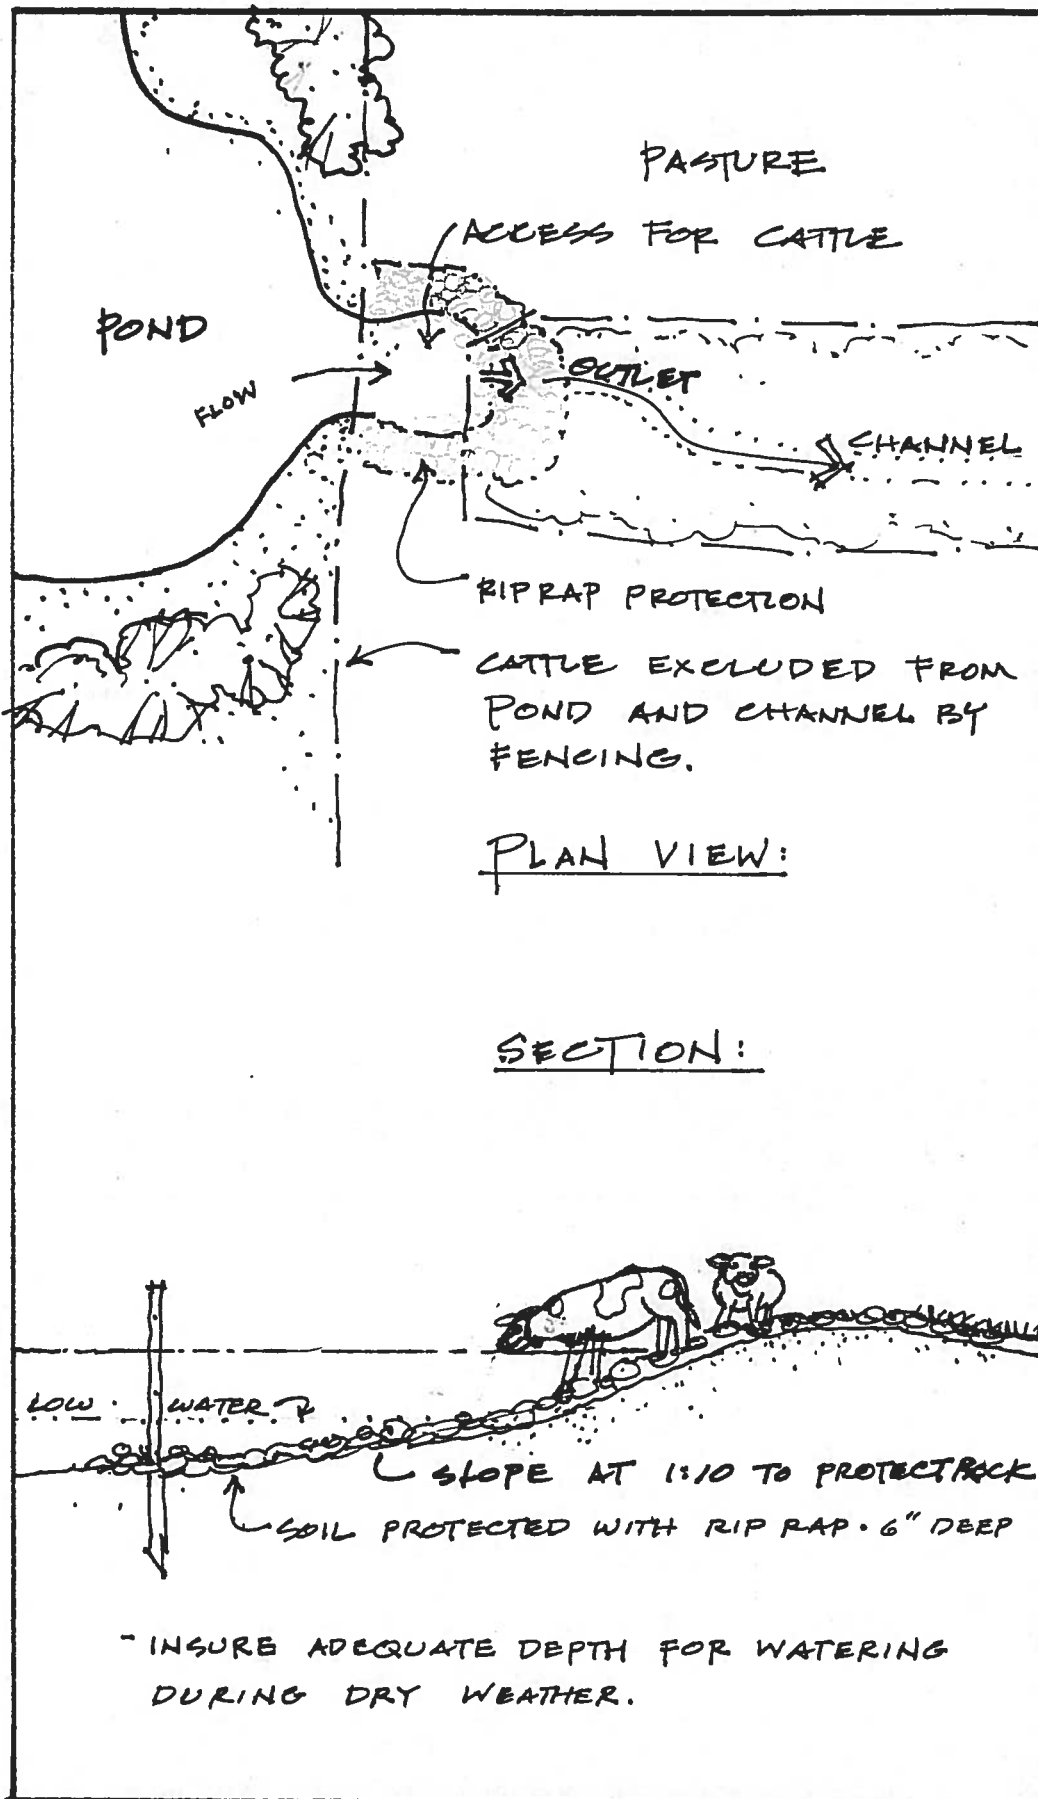 PASTURE
ACCESS FOR CATTLE
POND
OUTLET
FLOW
CHANNEL
RIPRAP PROTECTION
CATTLE EXCLUDED FROM
POND AND CHANNEL BY
FENCING.
PLAN VIEW:
SECTION:
LOW WATER
SLOPE AT 1:10 TO PROTECT ROCK
SOIL PROTECTED WITH RIP RAP. 6" DEEP
- INSURE ADEQUATE DEPTH FOR WATERING
DURING DRY WEATHER.